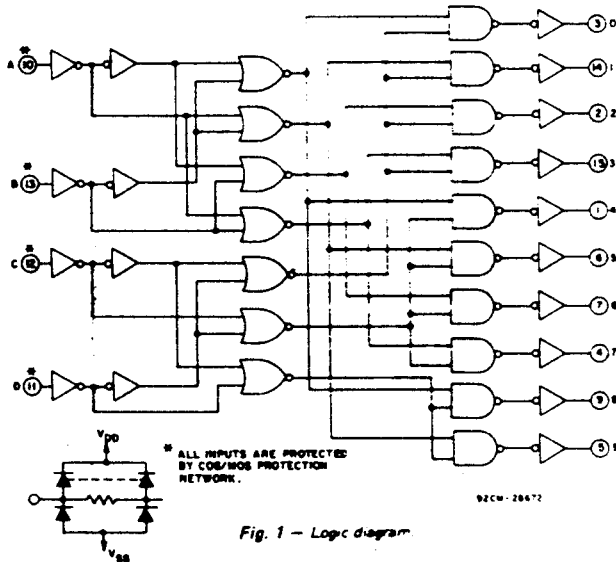 3 0
14 1
2 2
15 3
1 4
6 5
7 6
4 7
9 8
5 9
*
A 10
*
B 13
*
C 12
*
D 11
VDD
VSS
* ALL INPUTS ARE PROTECTED
BY COS/MOS PROTECTION
NETWORK.
92CM-28672
Fig. 1 — Logic diagram.